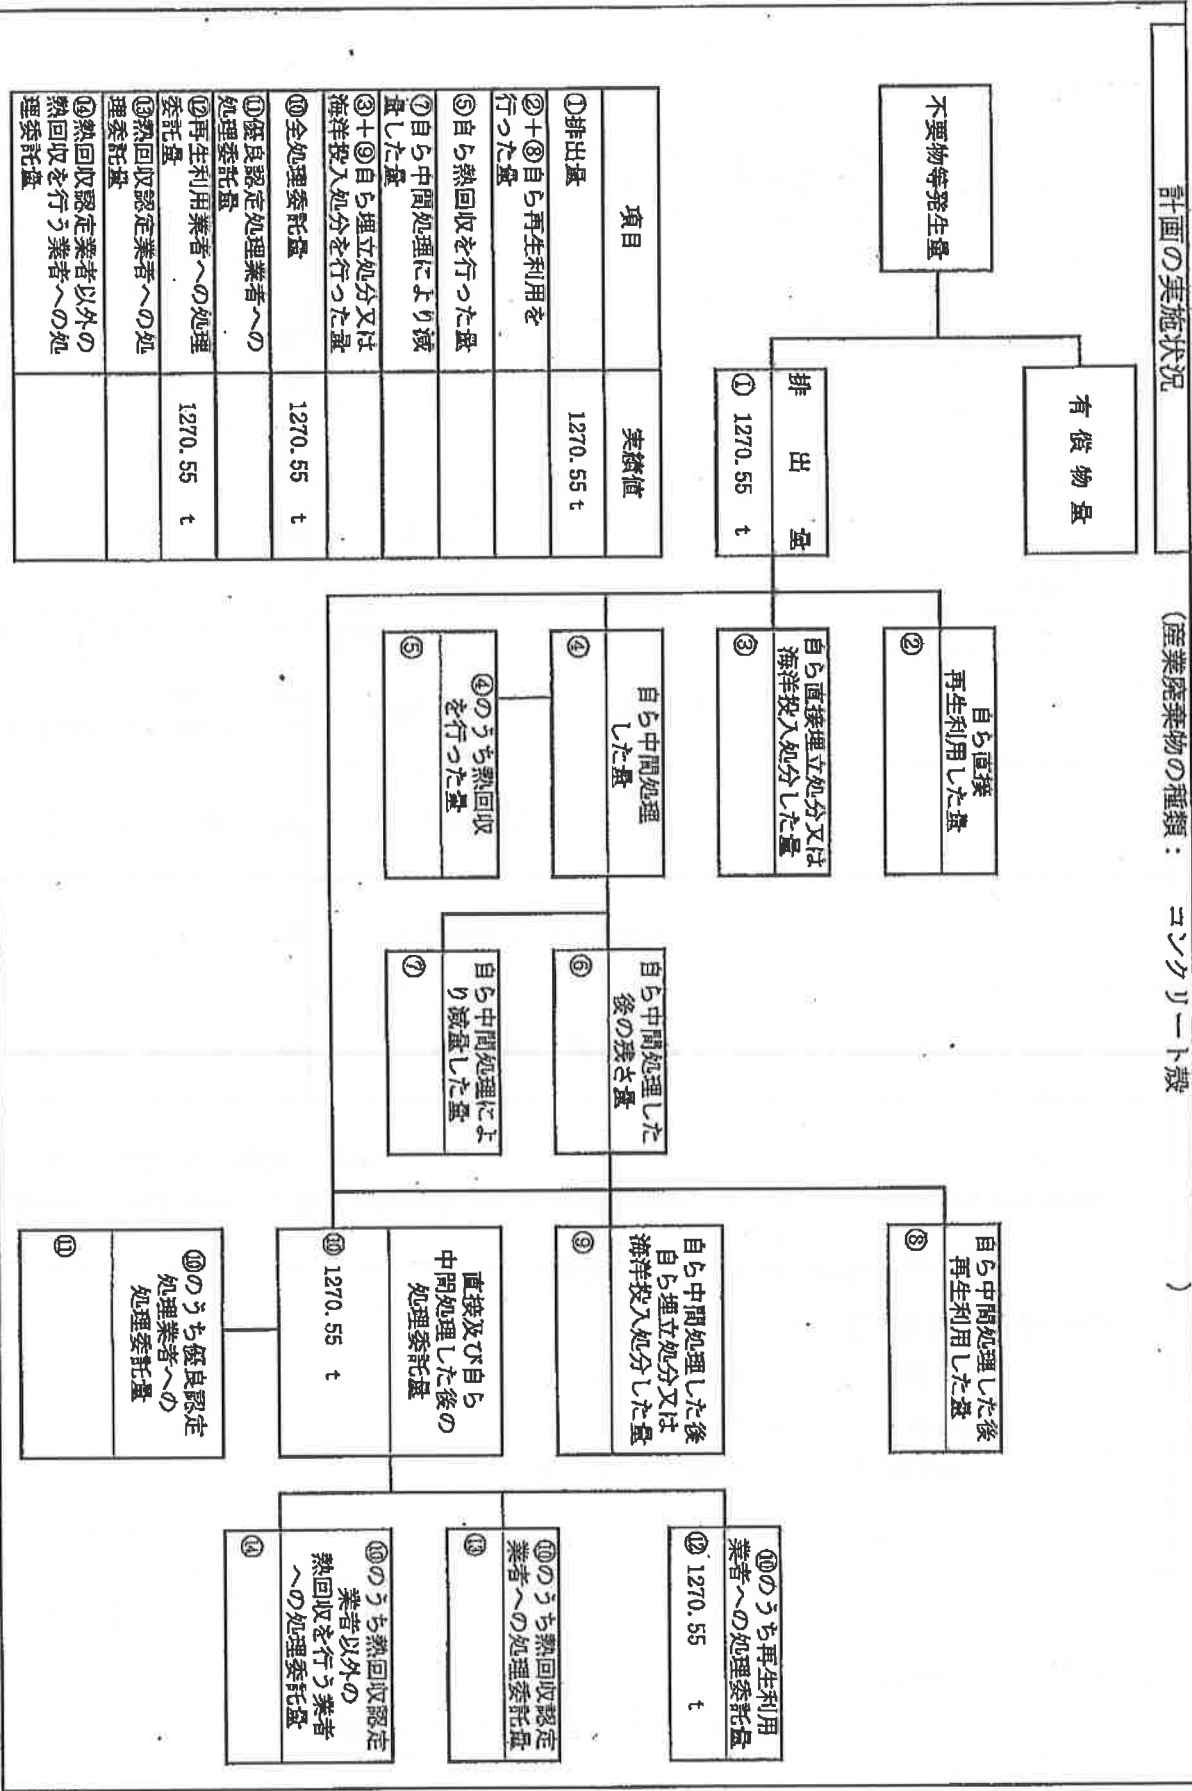 計画の実施状況
(産業廃棄物の種類： コンクリート殻 )
不要物等発生量
有償物量
排出量
① 1270.55 t
自ら直接
再生利用した量
②
自ら直接埋立処分又は
海洋投入処分した量
③
自ら中間処理
した量
④
④のうち熱回収
を行った量
⑤
自ら中間処理した
後の残さ量
⑥
自ら中間処理によ
り減量した量
⑦
自ら中間処理した後
再生利用した量
⑧
自ら中間処理した後
自ら埋立処分又は
海洋投入処分した量
⑨
直接及び自ら
中間処理した後の
処理委託量
⑩ 1270.55 t
⑩のうち優良認定
処理業者への
処理委託量
⑪
⑩のうち再生利用
業者への処理委託量
⑫ 1270.55 t
⑩のうち熱回収認定
業者への処理委託量
⑬
⑩のうち熱回収認定
業者以外の
熱回収を行う業者
への処理委託量
⑭
項目 実績値
①排出量 1270.55 t
②+⑧自ら再生利用を
行った量
⑤自ら熱回収を行った量
⑦自ら中間処理により減
量した量
③+⑨自ら埋立処分又は
海洋投入処分を行った量
⑩全処理委託量 1270.55 t
⑪優良認定処理業者への
処理委託量
⑫再生利用業者への処理
委託量 1270.55 t
⑬熱回収認定業者への処
理委託量
⑭熱回収認定業者以外の
熱回収を行う業者への処
理委託量